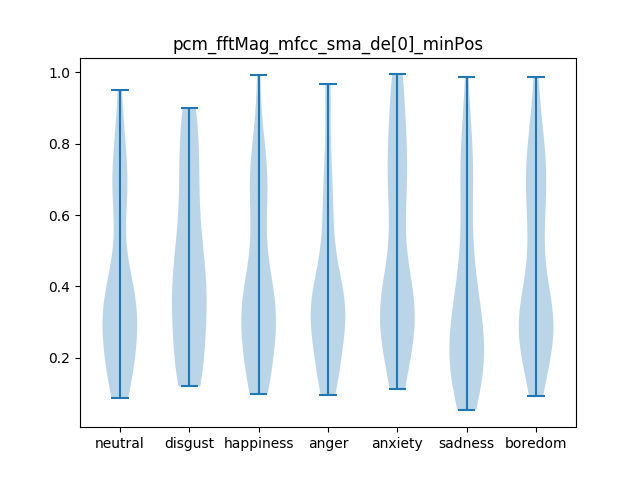 pcm_fftMag_mfcc_sma_de[0]_minPos
1.0
0.8
0.6
0.4
0.2
neutral disgust happiness anger anxiety sadness boredom